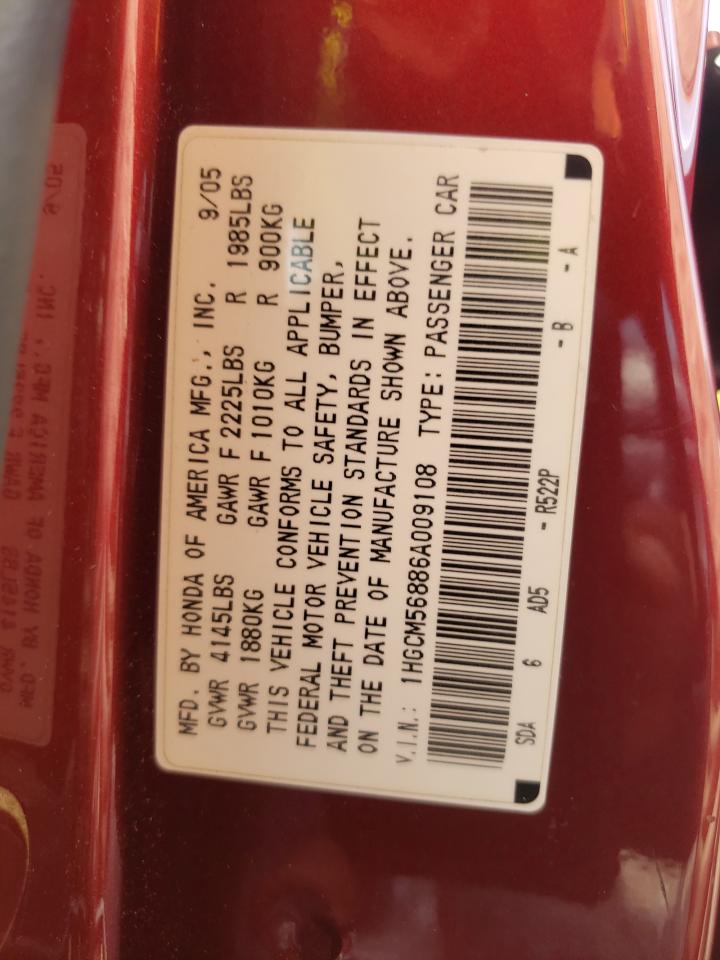 MFD. BY HONDA OF AMERICA MFG., INC. 9/05
GVWR 4145LBS GAWR F 2225LBS R 1985LBS
GVWR 1880KG GAWR F 1010KG R 900KG
THIS VEHICLE CONFORMS TO ALL APPLICABLE
FEDERAL MOTOR VEHICLE SAFETY, BUMPER,
AND THEFT PREVENTION STANDARDS IN EFFECT
ON THE DATE OF MANUFACTURE SHOWN ABOVE.
V.I.N.: 1HGCM56886A009108 TYPE: PASSENGER CAR
SDA 6 AD5 - R522P - B - A